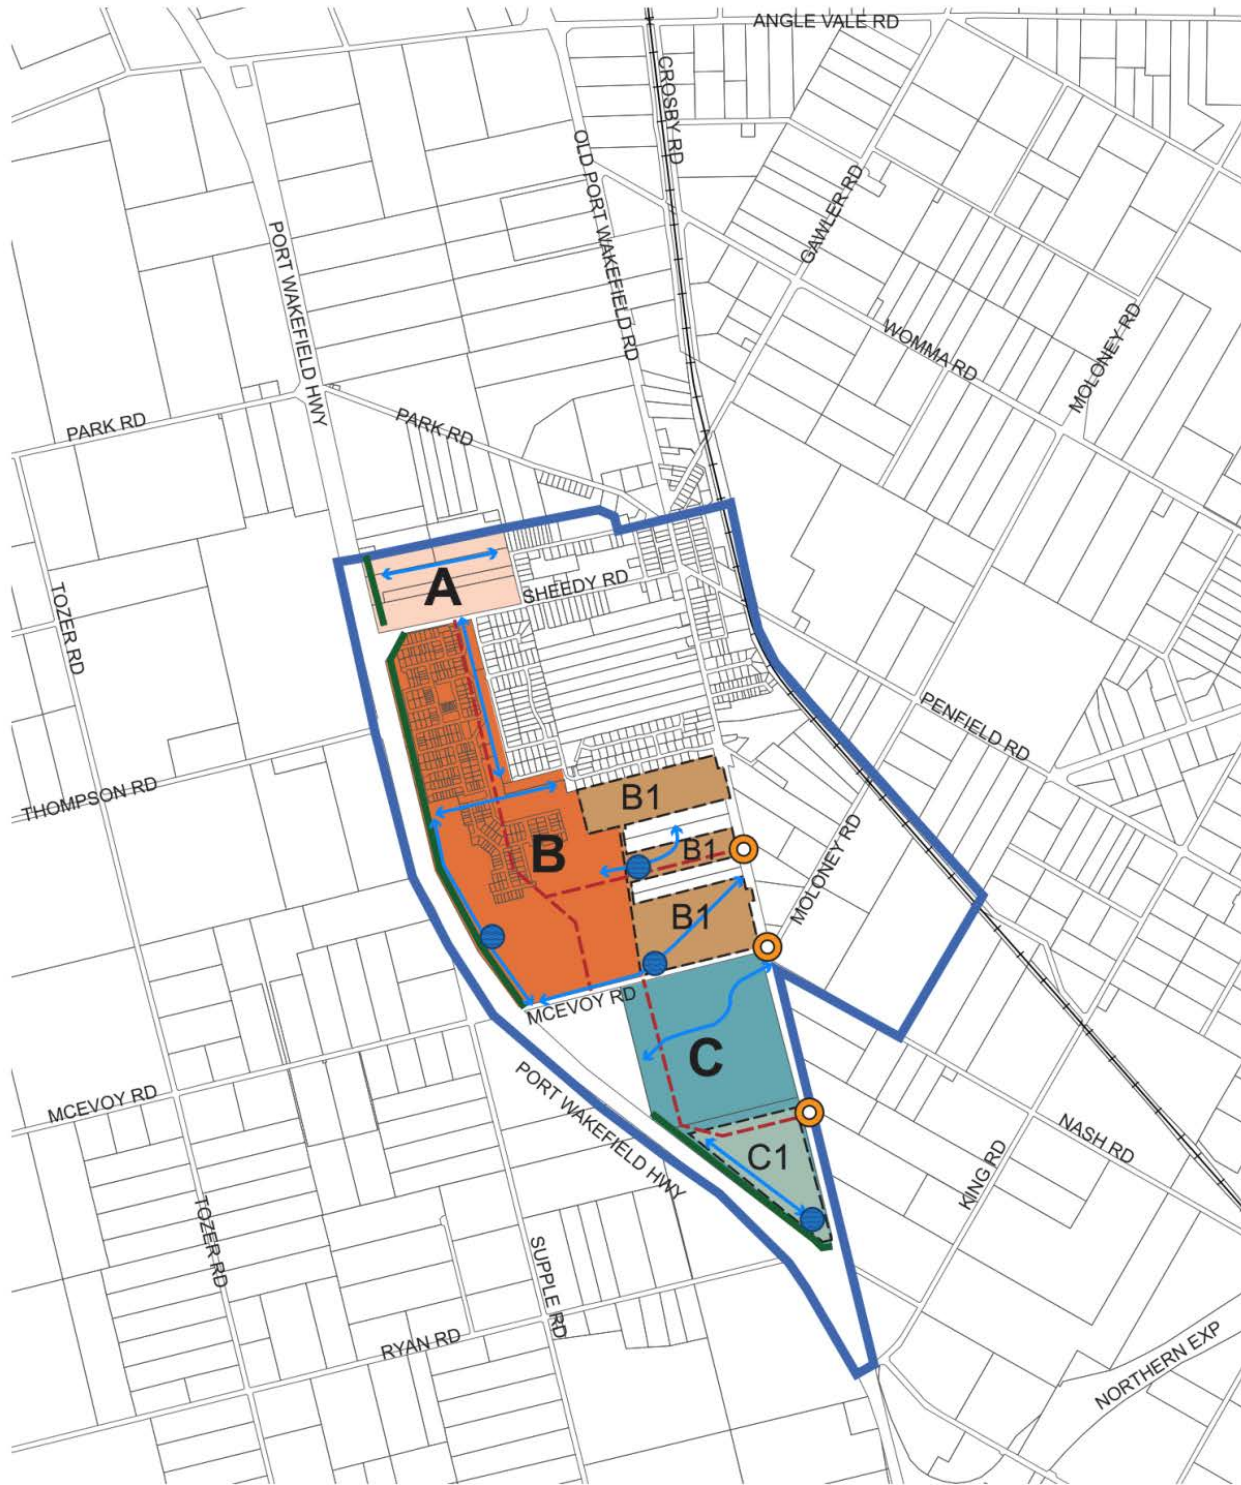 ANGLE VALE RD
CROSBY RD
OLD PORT WAKEFIELD RD
GAWLER RD
PORT WAKEFIELD HWY
WOMMA RD
MOLONEY RD
PARK RD
PARK RD
A
SHEEDY RD
TOZER RD
PENFIELD RD
THOMPSON RD
B1
B
B1
MOLONEY RD
B1
MCEVOY RD
C
MCEVOY RD
PORT WAKEFIELD HWY
C1
NASH RD
KING RD
TOZER RD
SUPPLE RD
RYAN RD
NORTHERN EXP